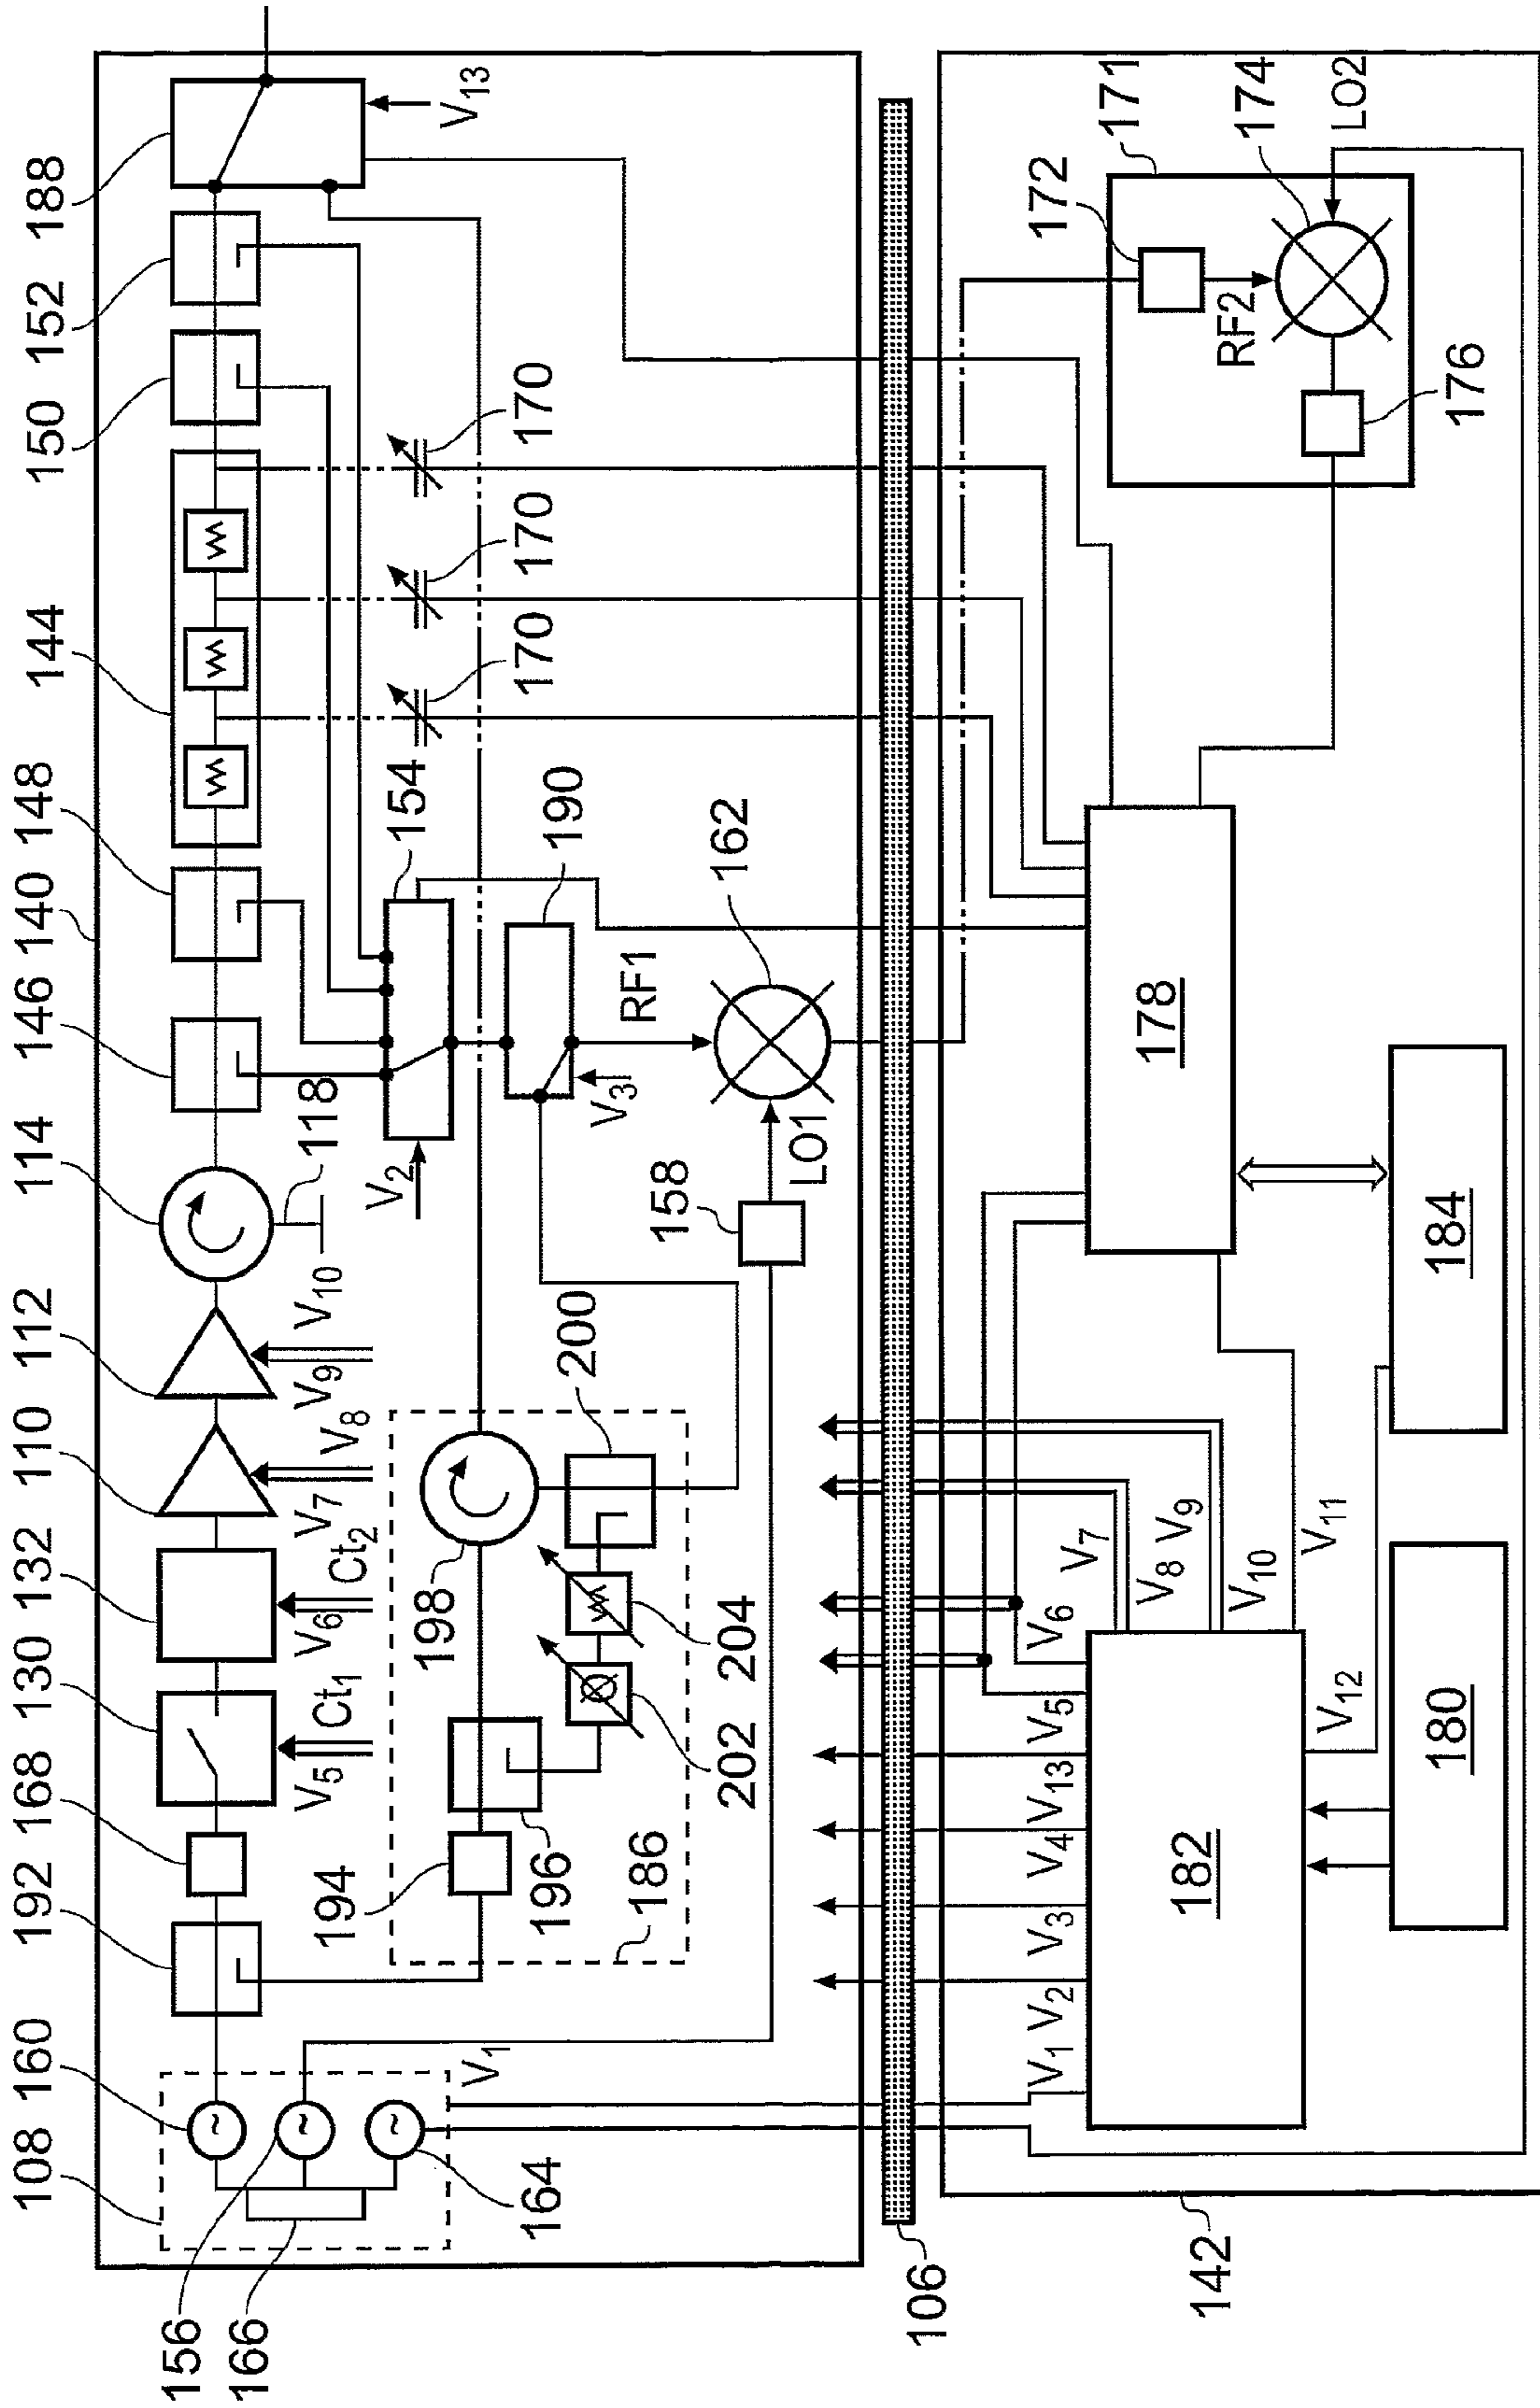 108
160
192
168
130
132
110
112
114
146
140
148
144
150
152
188
V5
Ct1
V6
Ct2
V7
V8
V9
V10
118
V2
154
170
170
170
V13
194
196
186
198
202
204
200
158
LO1
V3
190
RF1
162
156
166
164
V1
106
142
V1
V2
V3
V4
V13
V5
V6
V7
V8
V9
V10
V11
V12
182
180
184
178
172
171
174
RF2
LO2
176